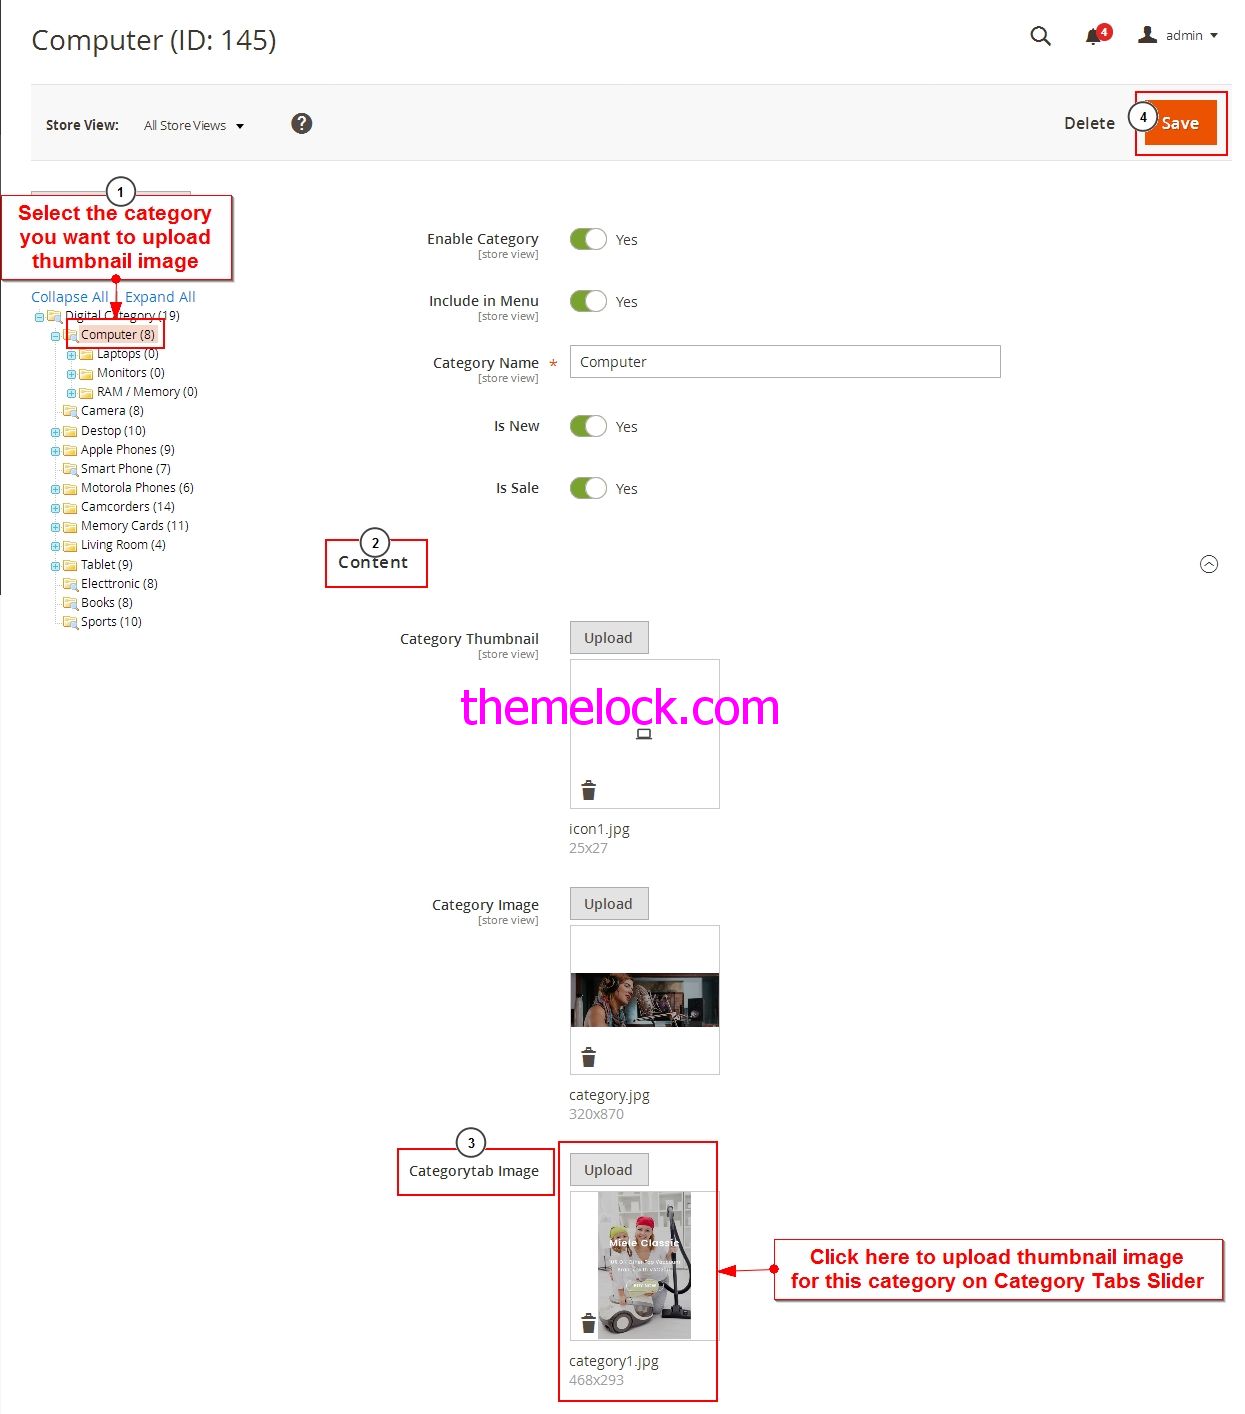 Computer (ID: 145)
4
admin
Store View:
All Store Views
?
Delete
4
Save
1
Select the category
you want to upload
thumbnail image
Collapse All | Expand All
Digital Category (19)
Computer (8)
Laptops (0)
Monitors (0)
RAM / Memory (0)
Camera (8)
Destop (10)
Apple Phones (9)
Smart Phone (7)
Motorola Phones (6)
Camcorders (14)
Memory Cards (11)
Living Room (4)
Tablet (9)
Electtronic (8)
Books (8)
Sports (10)
Enable Category
[store view]
Yes
Include in Menu
[store view]
Yes
Category Name *
[store view]
Computer
Is New
Yes
Is Sale
Yes
2
Content
Category Thumbnail
[store view]
Upload
themelock.com
icon1.jpg
25x27
Category Image
[store view]
Upload
category.jpg
320x870
3
Categorytab Image
Upload
Miele Classic
BUY NOW
category1.jpg
468x293
Click here to upload thumbnail image
for this category on Category Tabs Slider